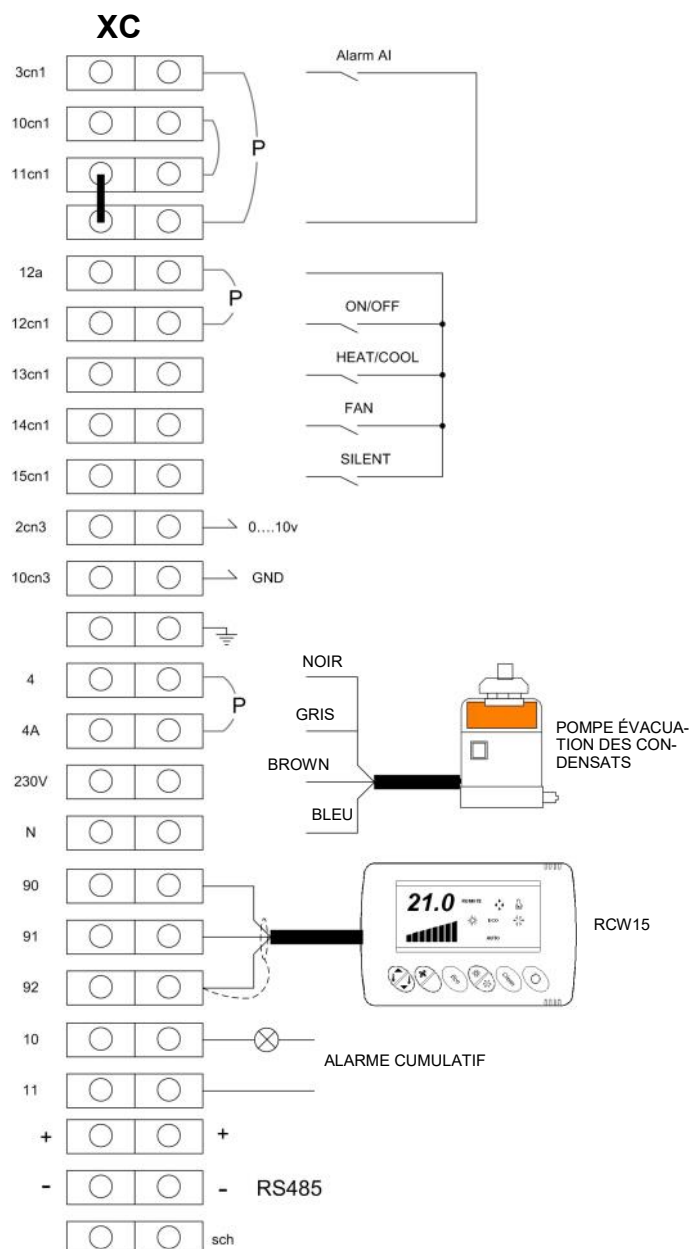 XC
Alarm AI
3cn1
10cn1
P
11cn1
12a
P
ON/OFF
12cn1
HEAT/COOL
13cn1
FAN
14cn1
SILENT
15cn1
2cn3
0....10v
10cn3
GND
NOIR
4
P
GRIS
4A
POMPE ÉVACUA-
TION DES CON-
DENSATS
BROWN
230V
BLEU
N
90
21.0
ECO
AUTO
RCW15
91
92
10
ALARME CUMULATIF
11
+ +
- - RS485
sch